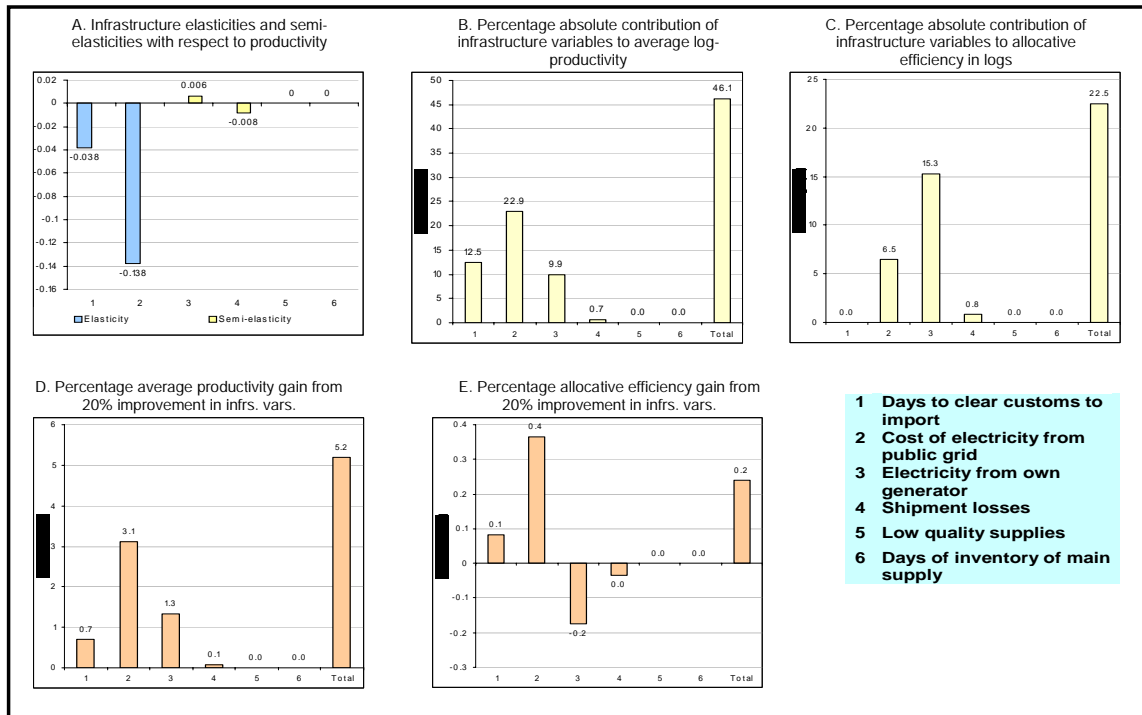 A. Infrastructure elasticities and semi-
elasticities with respect to productivity
0.02
0
-0.02
-0.04
-0.06
-0.08
-0.1
-0.12
-0.14
-0.16
-0.038
-0.138
0.006
-0.008
0
0
1 2 3 4 5 6
Elasticity Semi-elasticity
B. Percentage absolute contribution of
infrastructure variables to average log-
productivity
50
45
40
35
30
25
20
15
10
5
0
12.5
22.9
9.9
0.7
0.0
0.0
46.1
1 2 3 4 5 6 Total
C. Percentage absolute contribution of
infrastructure variables to allocative
efficiency in logs
25
20
15
10
5
0
0.0
6.5
15.3
0.8
0.0
0.0
22.5
1 2 3 4 5 6 Total
D. Percentage average productivity gain from
20% improvement in infrs. vars.
6
5
4
3
2
1
0
0.7
3.1
1.3
0.1
0.0
0.0
5.2
1 2 3 4 5 6 Total
E. Percentage allocative efficiency gain from
20% improvement in infrs. vars.
0.4
0.3
0.2
0.1
0
-0.1
-0.2
-0.3
0.1
0.4
-0.2
0.0
0.0
0.0
0.2
1 2 3 4 5 6 Total
1 Days to clear customs to
import
2 Cost of electricity from
public grid
3 Electricity from own
generator
4 Shipment losses
5 Low quality supplies
6 Days of inventory of main
supply